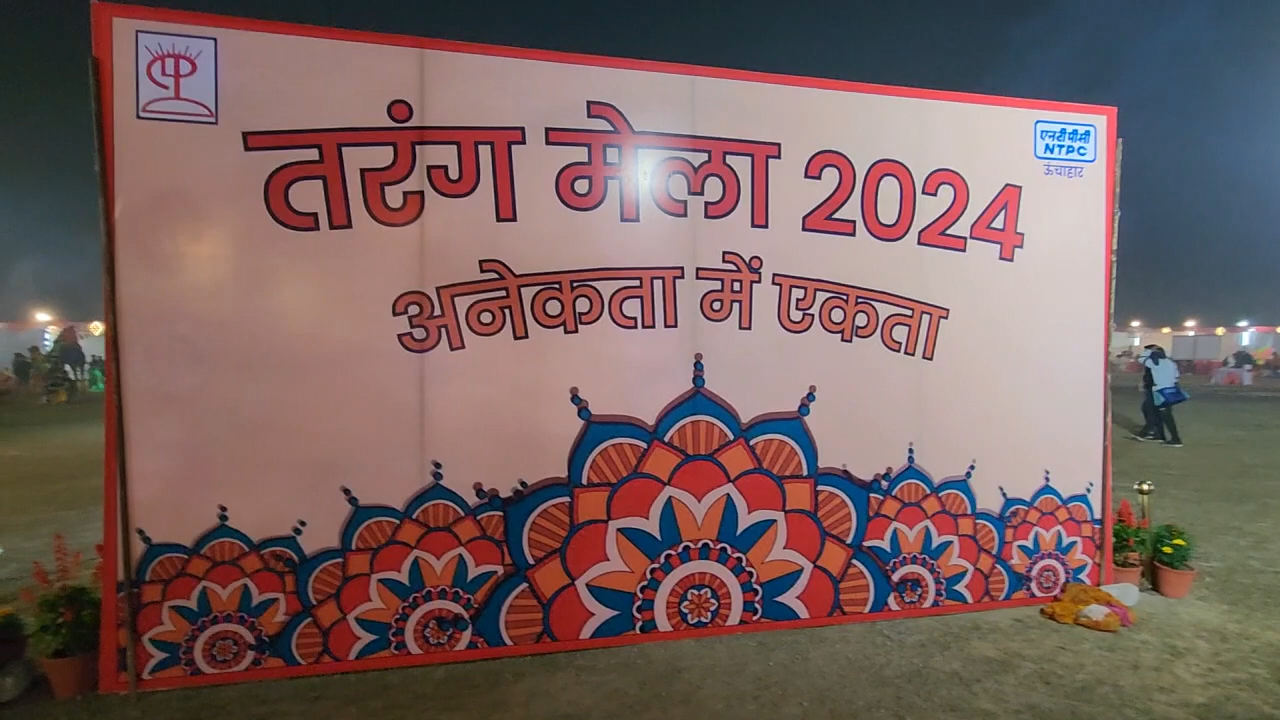 तरंग मेला 2024
अनेकता में एकता
एनटीपीसी
NTPC
ऊंचाहार